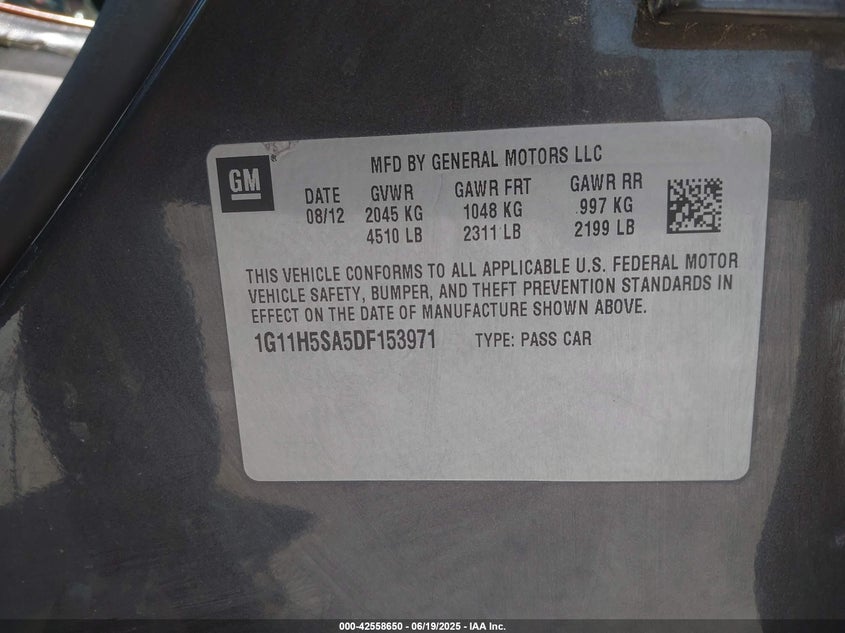 GM
MFD BY GENERAL MOTORS LLC
DATE GVWR GAWR FRT GAWR RR
08/12 2045 KG 1048 KG 997 KG
4510 LB 2311 LB 2199 LB
THIS VEHICLE CONFORMS TO ALL APPLICABLE U.S. FEDERAL MOTOR
VEHICLE SAFETY, BUMPER, AND THEFT PREVENTION STANDARDS IN
EFFECT ON THE DATE OF MANUFACTURE SHOWN ABOVE.
1G11H5SA5DF153971 TYPE: PASS CAR
000-42558650 - 06/19/2025 - IAA Inc.